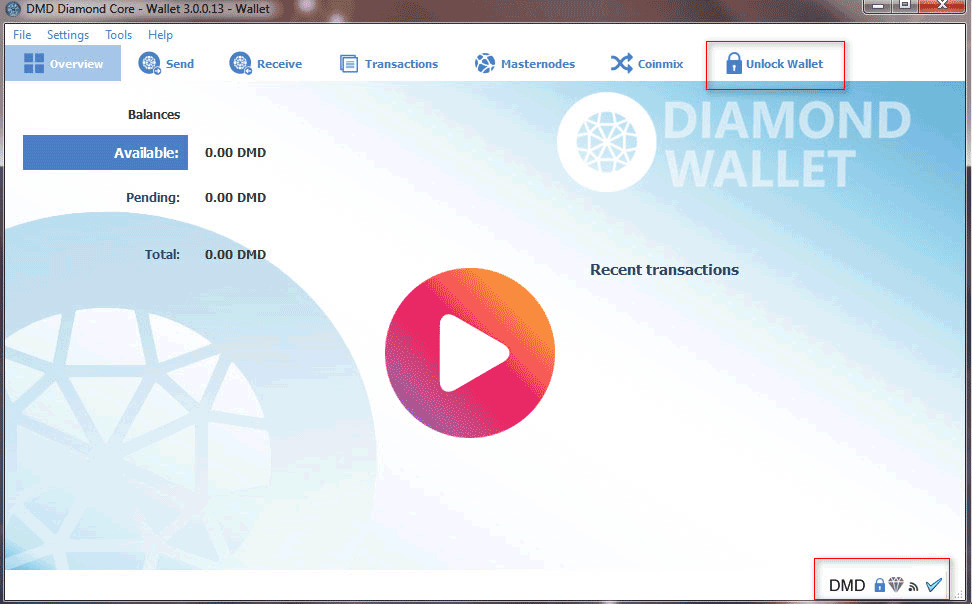 DMD Diamond Core - Wallet 3.0.0.13 - Wallet
File Settings Tools Help
Overview Send Receive Transactions Masternodes Coinmix Unlock Wallet
DIAMOND
WALLET
Balances
Available: 0.00 DMD
Pending: 0.00 DMD
Total: 0.00 DMD
Recent transactions
DMD